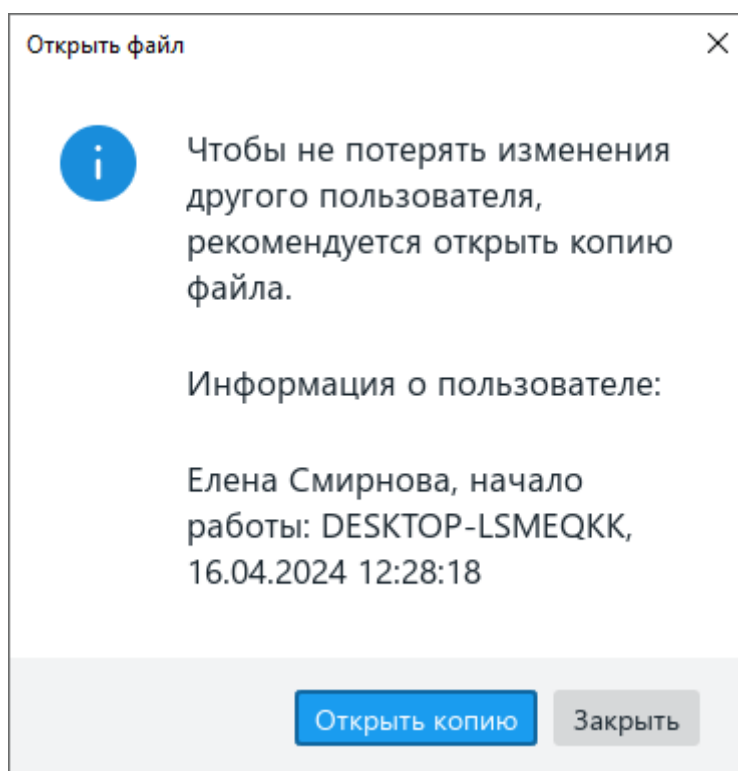 Открыть файл
Чтобы не потерять изменения
другого пользователя,
рекомендуется открыть копию
файла.
Информация о пользователе:
Елена Смирнова, начало
работы: DESKTOP-LSMEQKK,
16.04.2024 12:28:18
Открыть копию
Закрыть